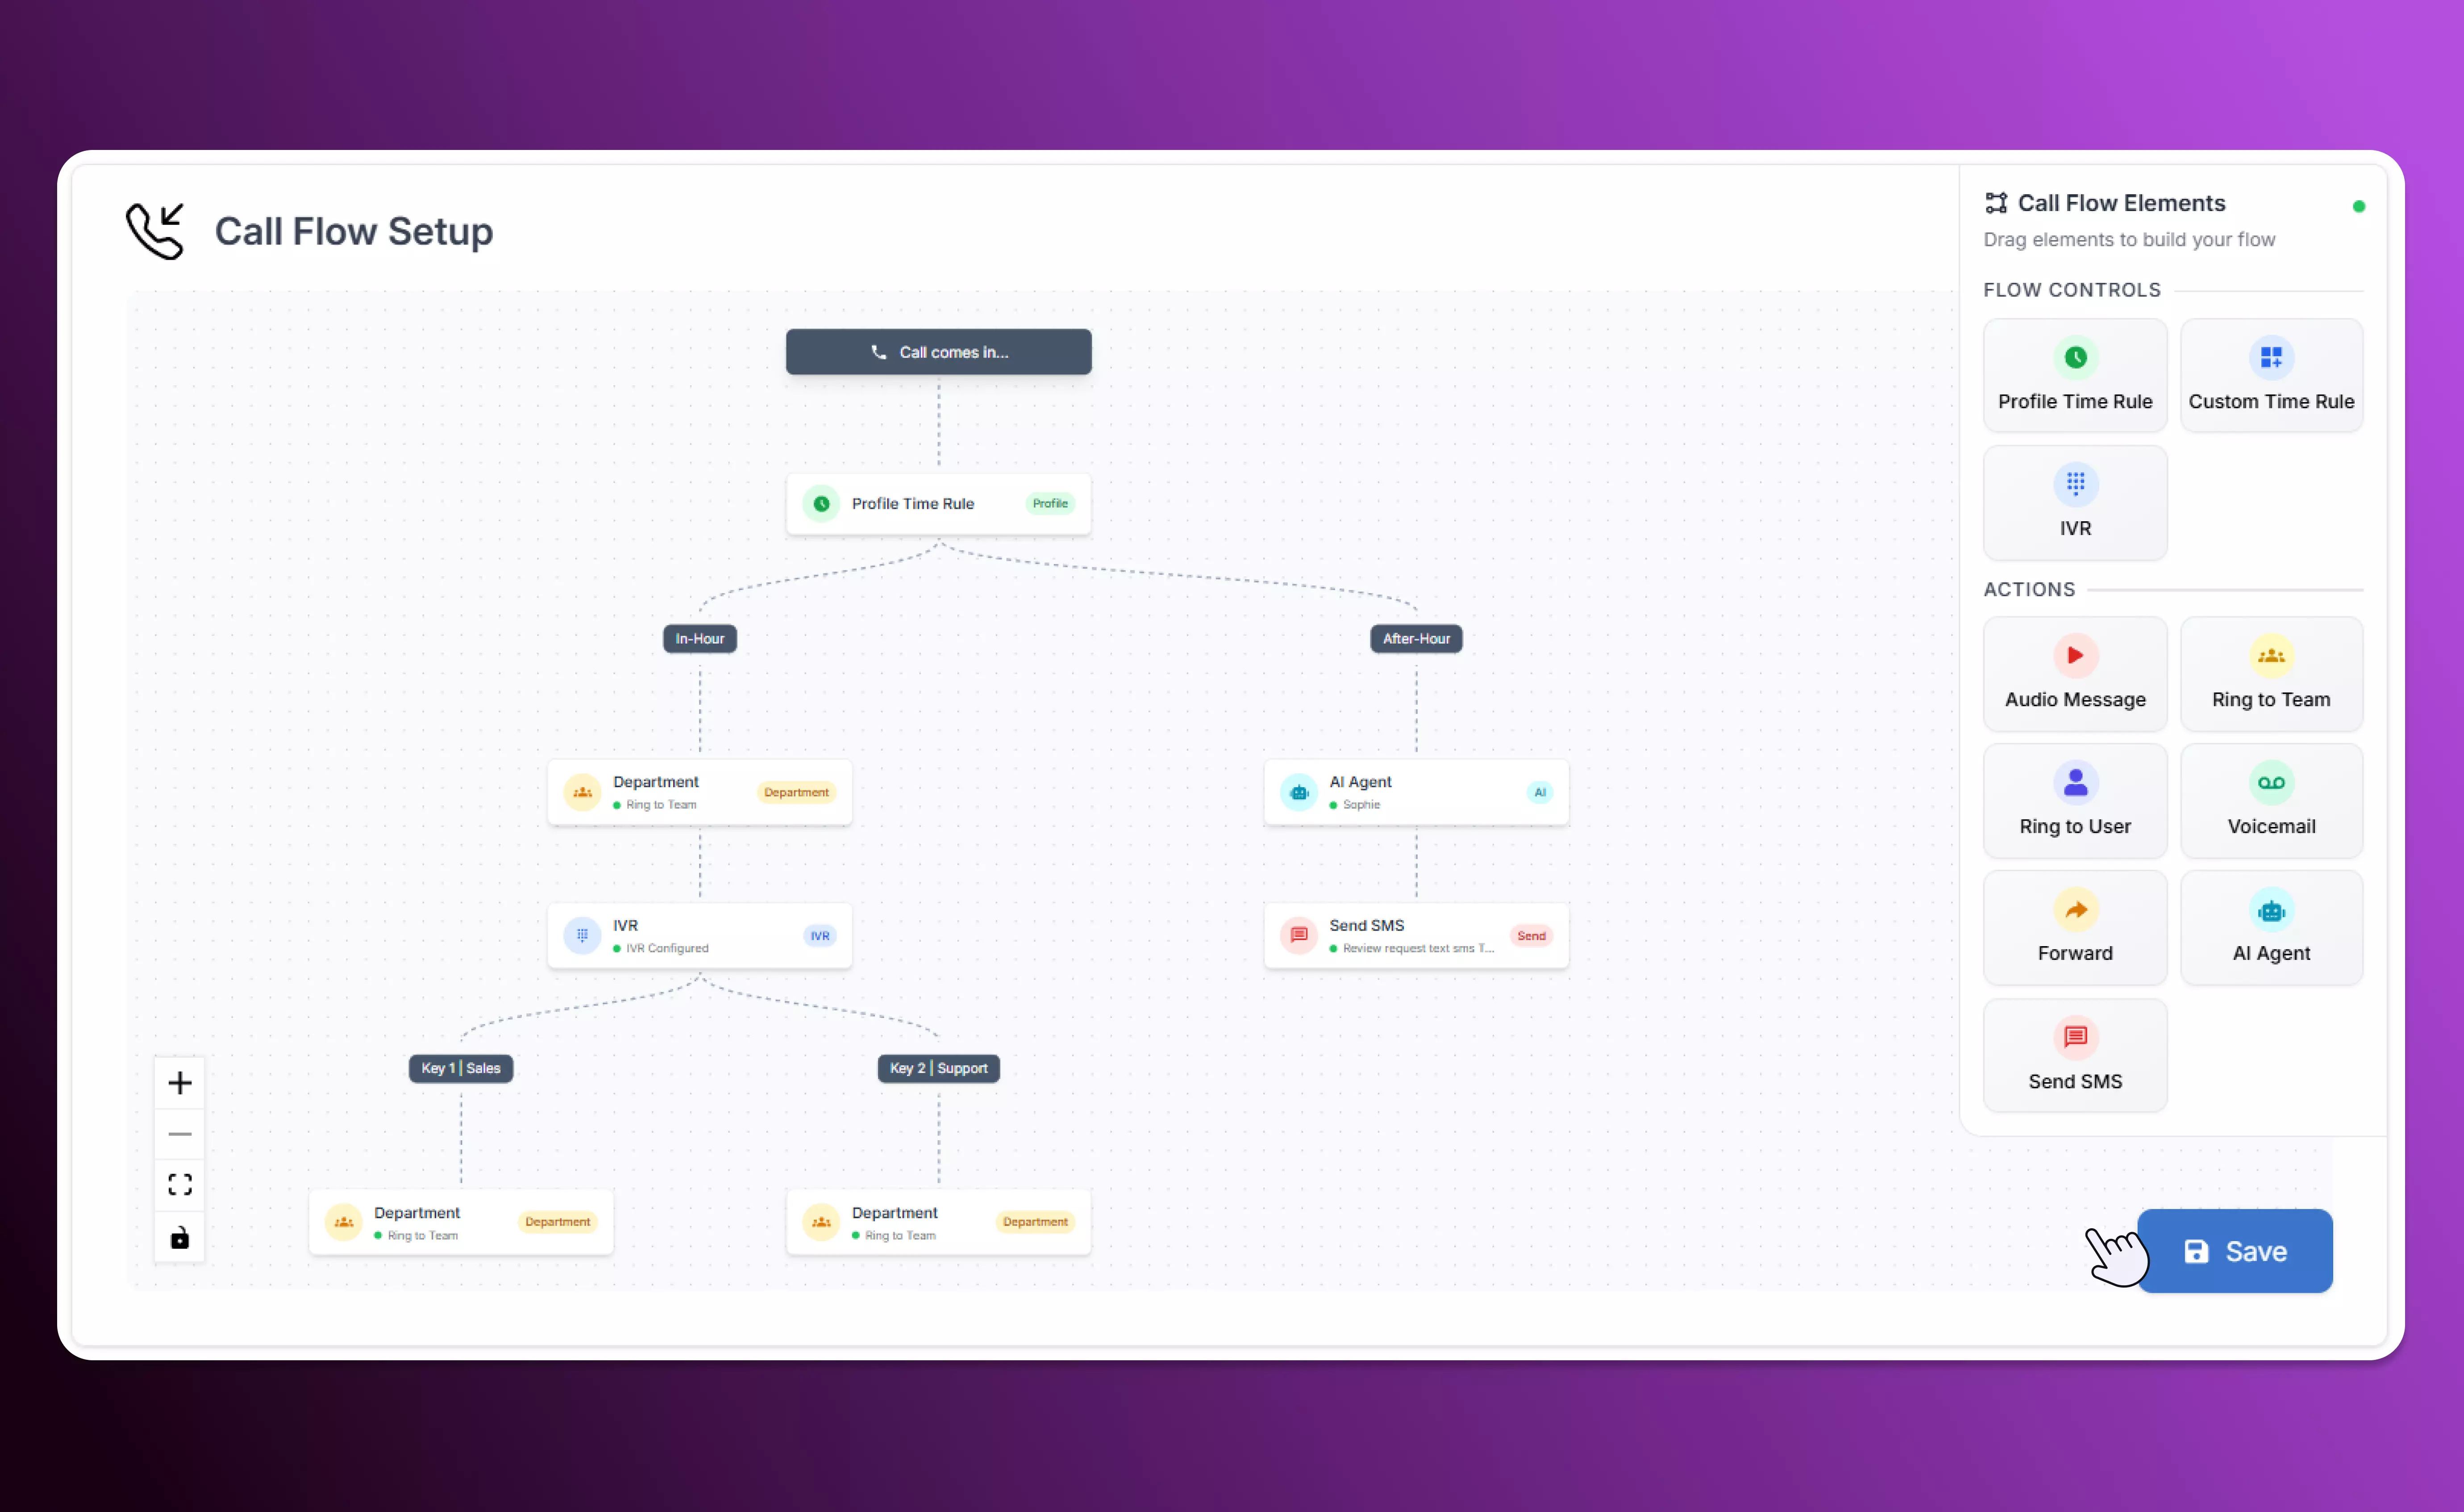 Call Flow Setup
Call comes in...
Profile Time Rule
Profile
In-Hour
After-Hour
Department
Ring to Team
Department
AI Agent
Sophie
AI
IVR
IVR Configured
IVR
Send SMS
Review request text sms T...
Send
Key 1 | Sales
Key 2 | Support
Department
Ring to Team
Department
Department
Ring to Team
Department
Call Flow Elements
Drag elements to build your flow
FLOW CONTROLS
Profile Time Rule
Custom Time Rule
IVR
ACTIONS
Audio Message
Ring to Team
Ring to User
Voicemail
Forward
AI Agent
Send SMS
Save